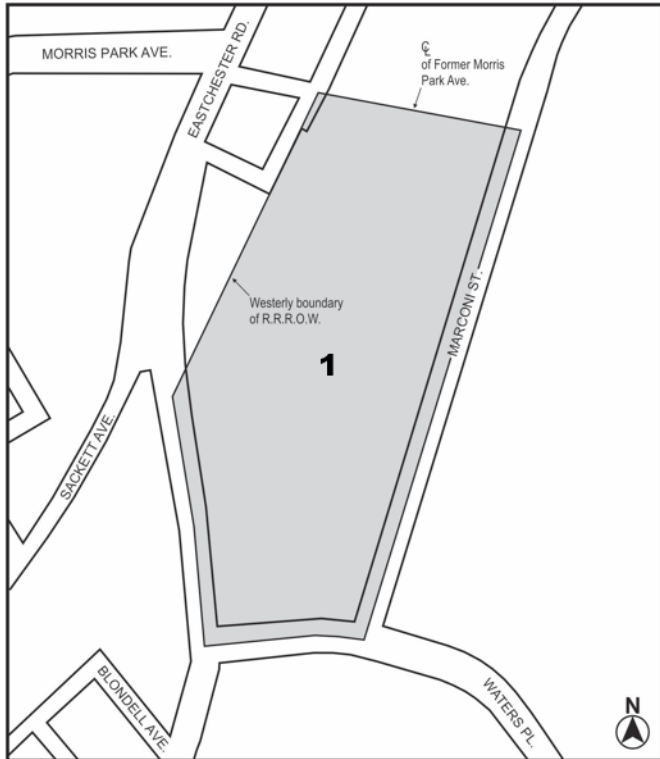 MORRIS PARK AVE.
EASTCHESTER RD.
℄
of Former Morris
Park Ave.
Westerly boundary
of R.R.R.O.W.
MARCONI ST.
1
SACKETT AVE.
BLONDELL AVE.
WATERS PL.
N